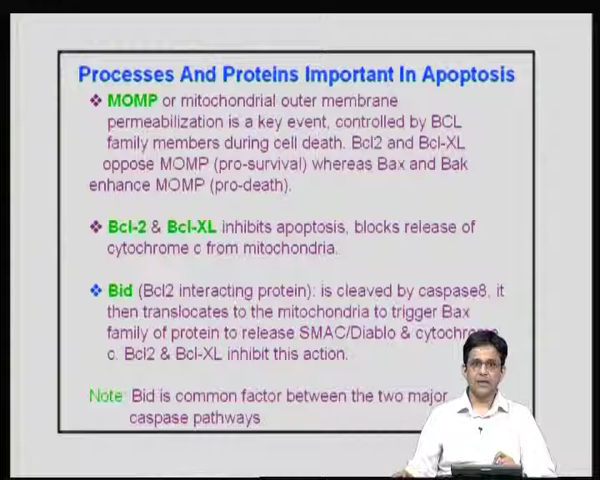 Processes And Proteins Important In Apoptosis
❖ MOMP or mitochondrial outer membrane
permeabilization is a key event, controlled by BCL
family members during cell death. Bcl2 and Bcl-XL
oppose MOMP (pro-survival) whereas Bax and Bak
enhance MOMP (pro-death).
❖ Bcl-2 & Bcl-XL inhibits apoptosis, blocks release of
cytochrome c from mitochondria.
❖ Bid (Bcl2 interacting protein): is cleaved by caspase8, it
then translocates to the mitochondria to trigger Bax
family of protein to release SMAC/Diablo & cytochrome
c. Bcl2 & Bcl-XL inhibit this action.
Note: Bid is common factor between the two major
caspase pathways